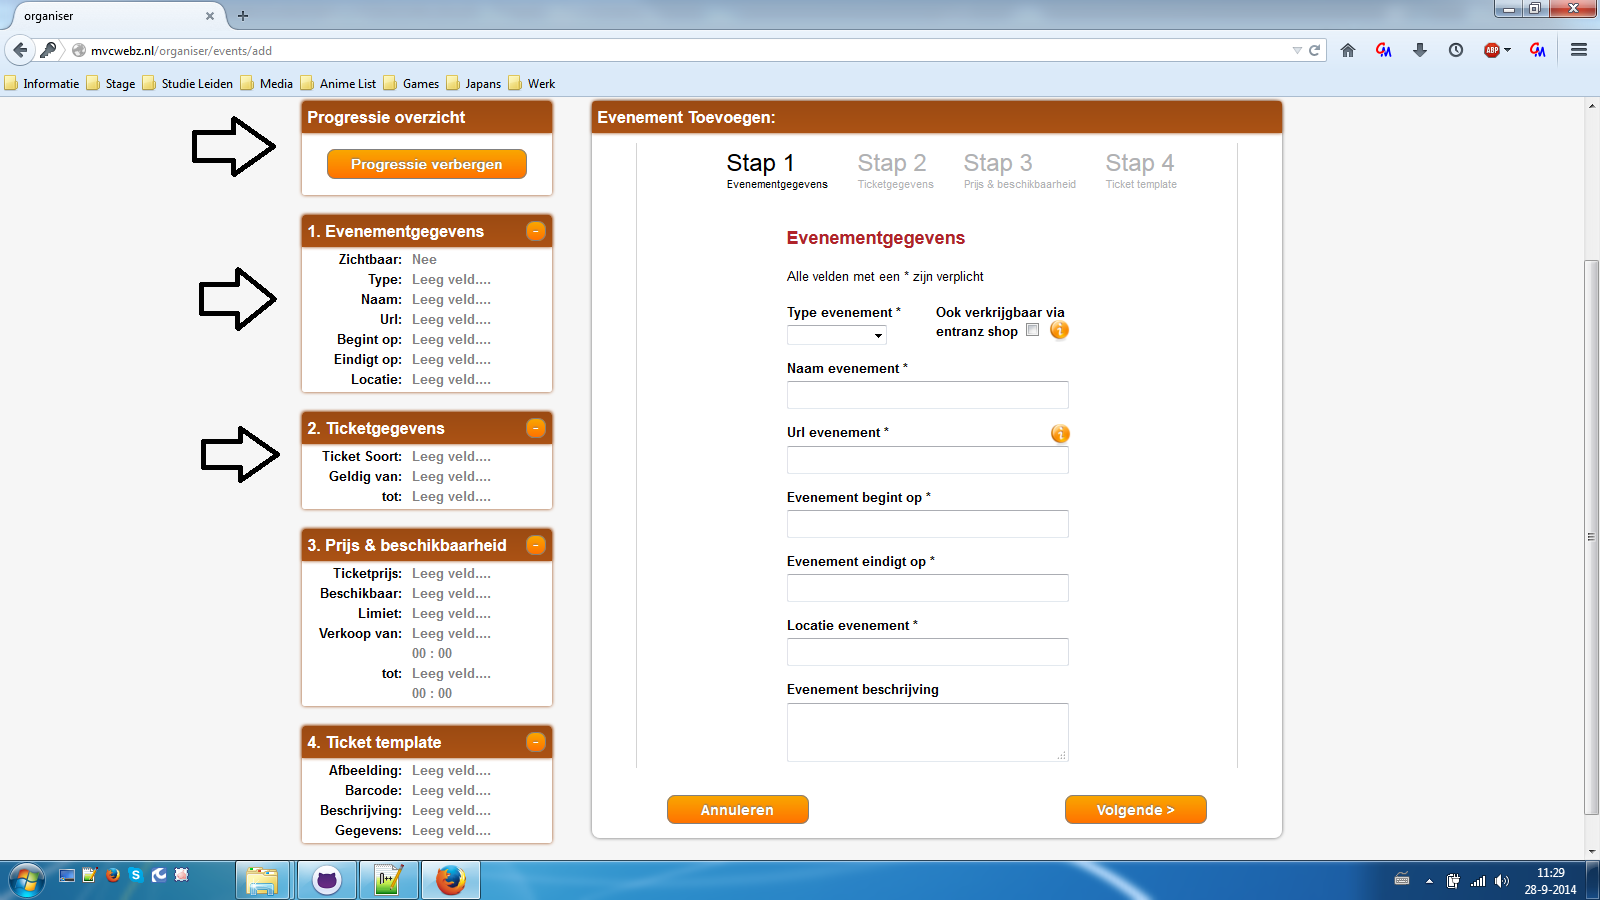 organiser
mvcwebz.nl/organiser/events/add
ABP
Informatie Stage Studie Leiden Media Anime List Games Japans Werk
Progressie overzicht
Progressie verbergen
1. Evenementgegevens -
Zichtbaar: Nee
Type: Leeg veld....
Naam: Leeg veld....
Url: Leeg veld....
Begint op: Leeg veld....
Eindigt op: Leeg veld....
Locatie: Leeg veld....
2. Ticketgegevens -
Ticket Soort: Leeg veld....
Geldig van: Leeg veld....
tot: Leeg veld....
3. Prijs & beschikbaarheid -
Ticketprijs: Leeg veld....
Beschikbaar: Leeg veld....
Limiet: Leeg veld....
Verkoop van: Leeg veld....
00 : 00
tot: Leeg veld....
00 : 00
4. Ticket template -
Afbeelding: Leeg veld....
Barcode: Leeg veld....
Beschrijving: Leeg veld....
Gegevens: Leeg veld....
Evenement Toevoegen:
Stap 1 Stap 2 Stap 3 Stap 4
Evenementgegevens Ticketgegevens Prijs & beschikbaarheid Ticket template
Evenementgegevens
Alle velden met een * zijn verplicht
Type evenement *
Ook verkrijgbaar via
entranz shop
Naam evenement *
Url evenement *
Evenement begint op *
Evenement eindigt op *
Locatie evenement *
Evenement beschrijving
Annuleren Volgende >
11:29
28-9-2014